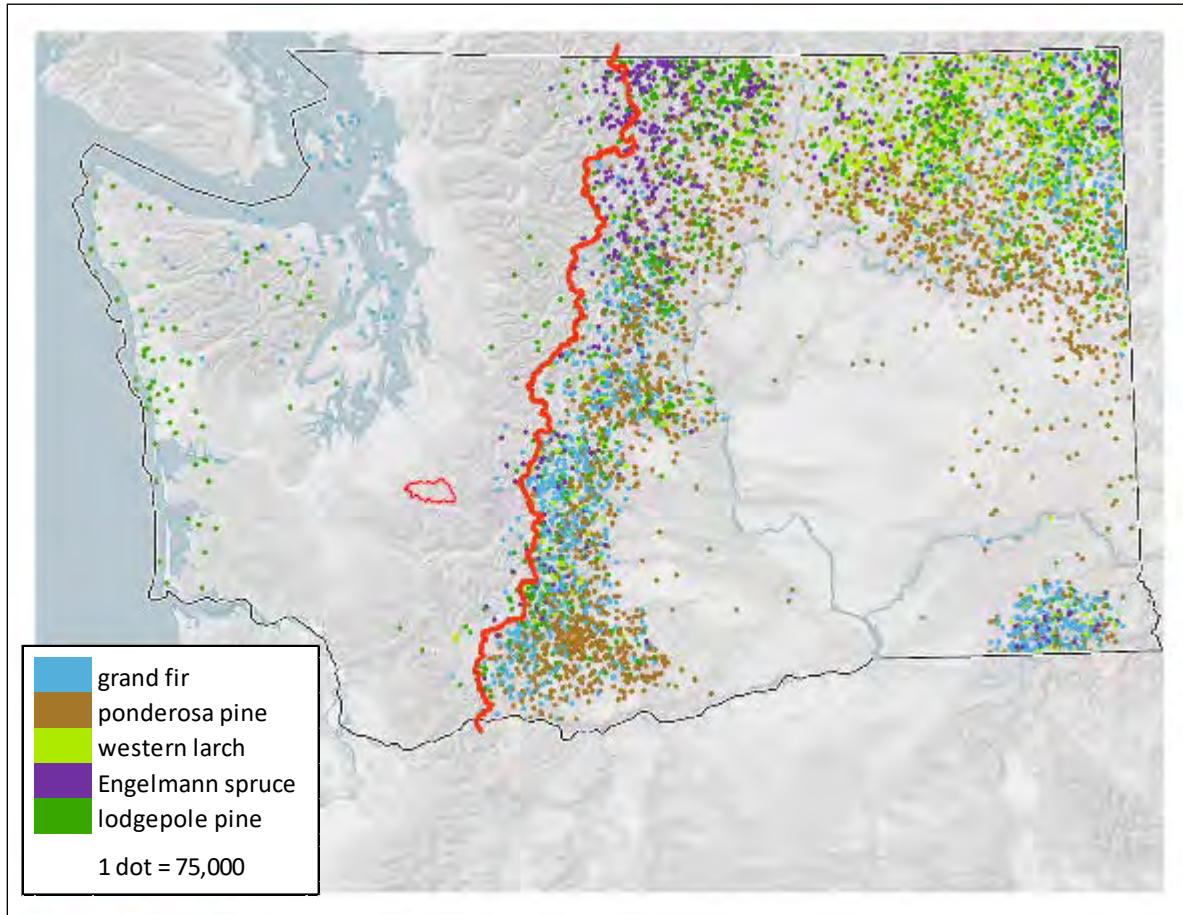 grand fir
ponderosa pine
western larch
Engelmann spruce
lodgepole pine
1 dot = 75,000